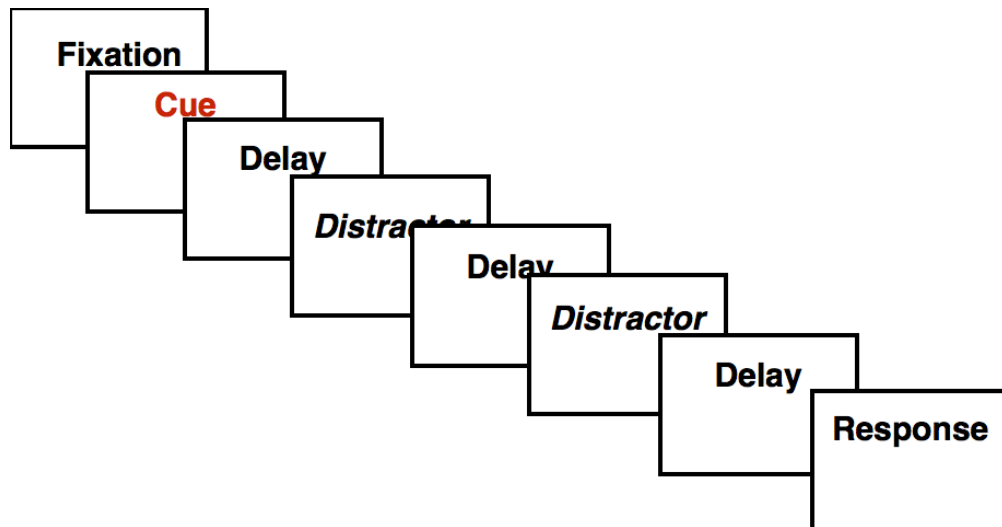 Fixation
Cue
Delay
Distractor
Delay
Distractor
Delay
Response